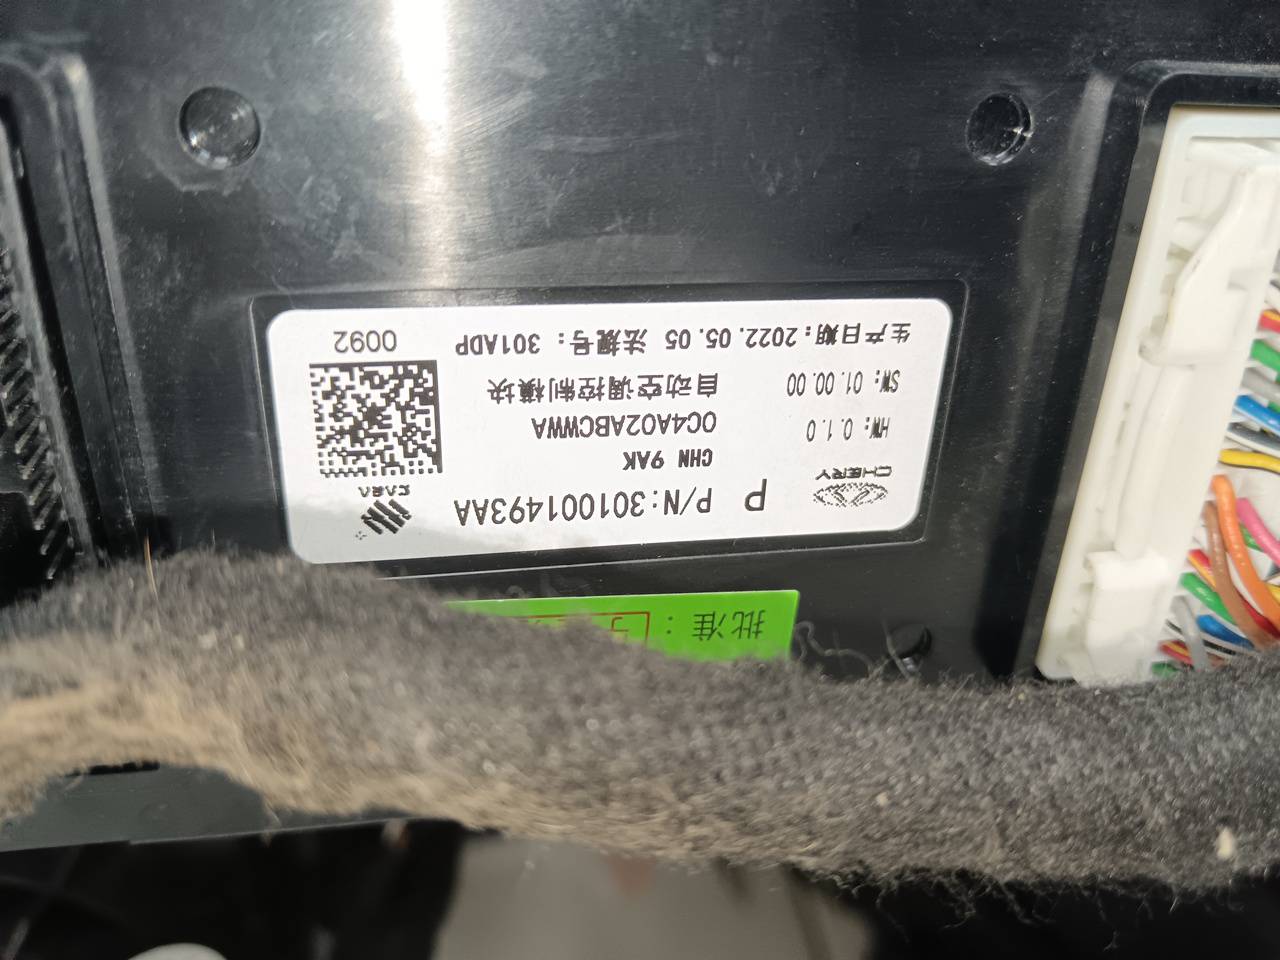 CHERY
P
P/N:301001493AA
CHN 9AK
HW: 0.1.0
0C4A02ABCWWA
SW: 01.00.00
自动空调控制模块
生产日期:2022.05.05 法规号: 301ADP
0092
批准: